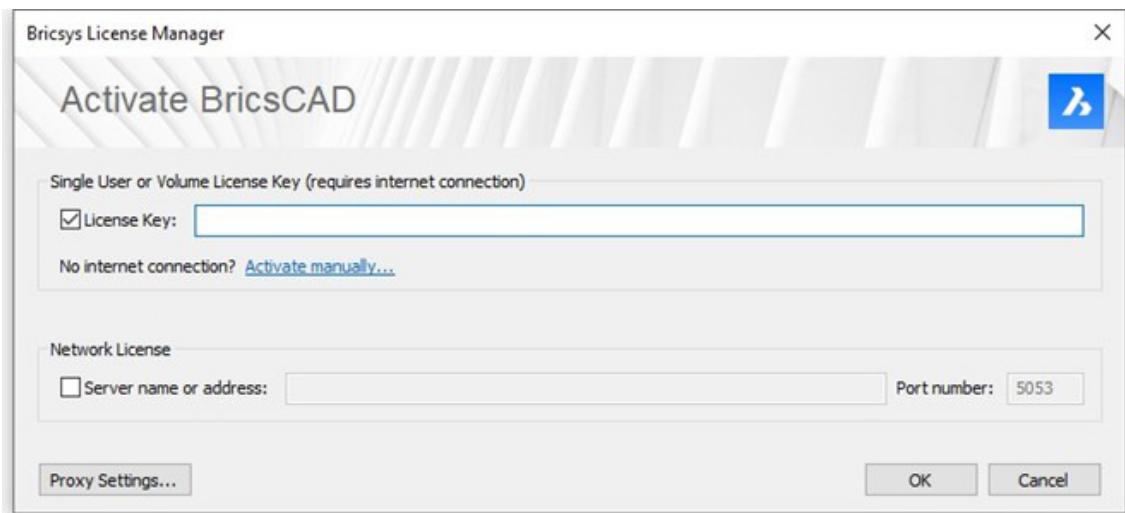 Bricsys License Manager
Activate BricsCAD
Single User or Volume License Key (requires internet connection)
License Key:
No internet connection? Activate manually...
Network License
Server name or address: Port number: 5053
Proxy Settings... OK Cancel